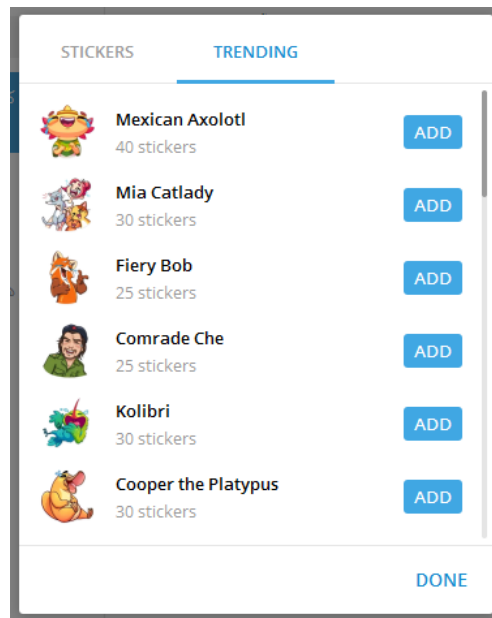 STICKERS TRENDING
Mexican Axolotl
40 stickers
ADD
Mia Catlady
30 stickers
ADD
Fiery Bob
25 stickers
ADD
Comrade Che
25 stickers
ADD
Kolibri
30 stickers
ADD
Cooper the Platypus
30 stickers
ADD
DONE